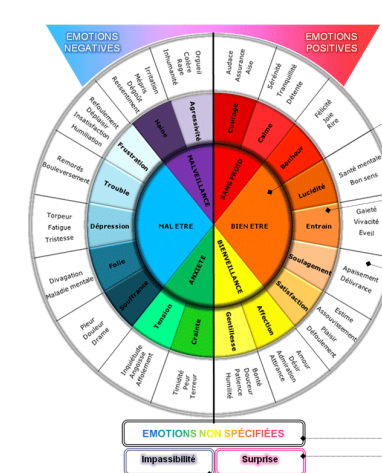 EMOTIONS
NEGATIVES
EMOTIONS
POSITIVES
Orgueil
Colère
Rage
Inhumanité
Irritation
Mépris
Dégoût
Ressentiment
Refoulement
Déplaisir
Insatisfaction
Humiliation
Remords
Bouleversement
Torpeur
Fatigue
Tristesse
Divagation
Maladie mentale
Pleur
Douleur
Drame
Inquiétude
Angoisse
Affolement
Timidité
Peur
Terreur
Audace
Assurance
Aise
Sérénité
Tranquillité
Détente
Félicité
Joie
Rire
Santé mentale
Bon sens
Gaieté
Vivacité
Eveil
Apaisement
Délivrance
Estime
Assouvissement
Plaisir
Défoulement
Amour
Désir
Admiration
Attirance
Bonté
Douceur
Patience
Humilité
Agressivité
Haine
Frustration
Trouble
Dépression
Folie
Souffrance
Tension
Crainte
Courage
Calme
Bonheur
Lucidité
Entrain
Soulagement
Satisfaction
Affection
Gentillesse
MALVEILLANCE
SANG FROID
MAL ETRE
BIEN ETRE
ANXIETE
BIENVEILLANCE
EMOTIONS NON SPÉCIFIÉES
Impassibilité
Surprise